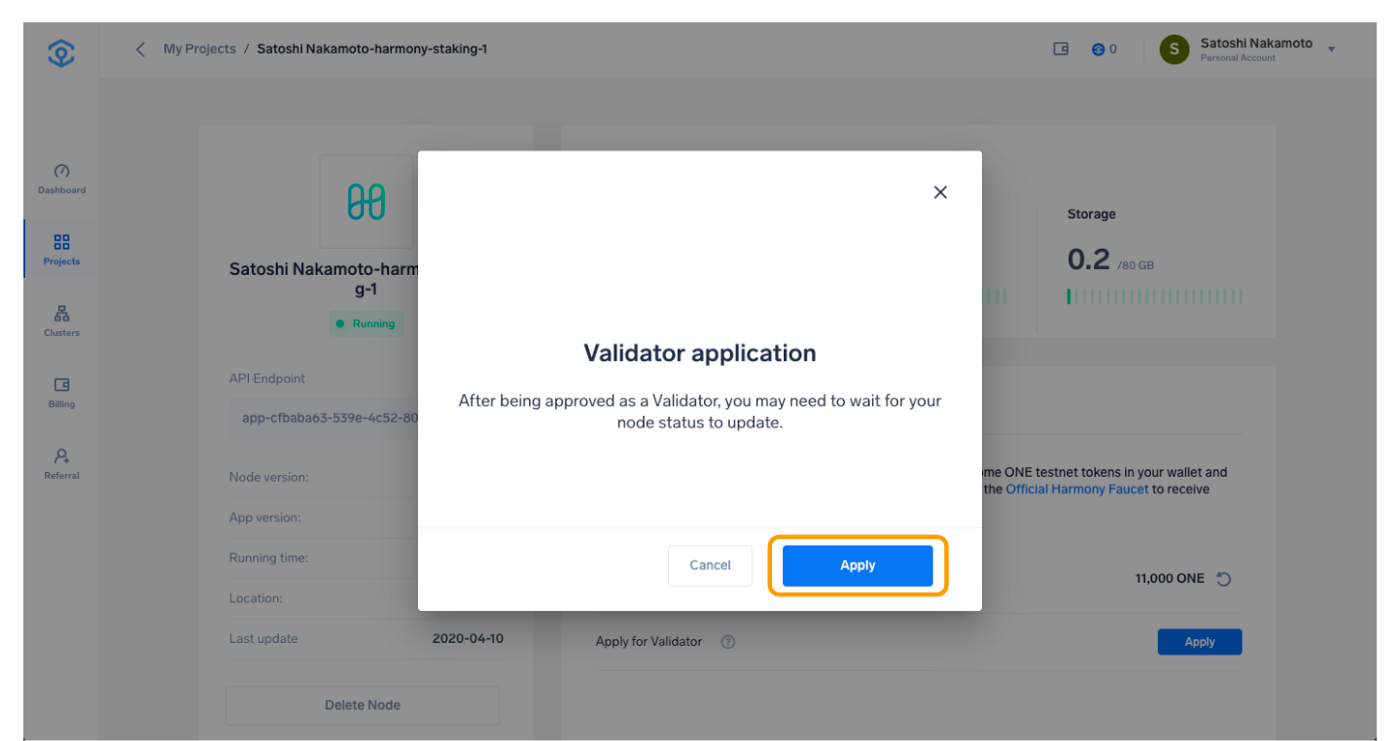 My Projects / Satoshi Nakamoto-harmony-staking-1
0
S
Satoshi Nakamoto
Personal Account
Dashboard
Projects
Clusters
Billing
Referral
Satoshi Nakamoto-harm
g-1
Running
API Endpoint
app-cfbaba63-539e-4c52-80
Node version:
App version:
Running time:
Location:
Last update 2020-04-10
Delete Node
Validator application
After being approved as a Validator, you may need to wait for your
node status to update.
Cancel
Apply
Storage
0.2 /80 GB
ONE testnet tokens in your wallet and
the Official Harmony Faucet to receive
11,000 ONE
Apply for Validator ?
Apply